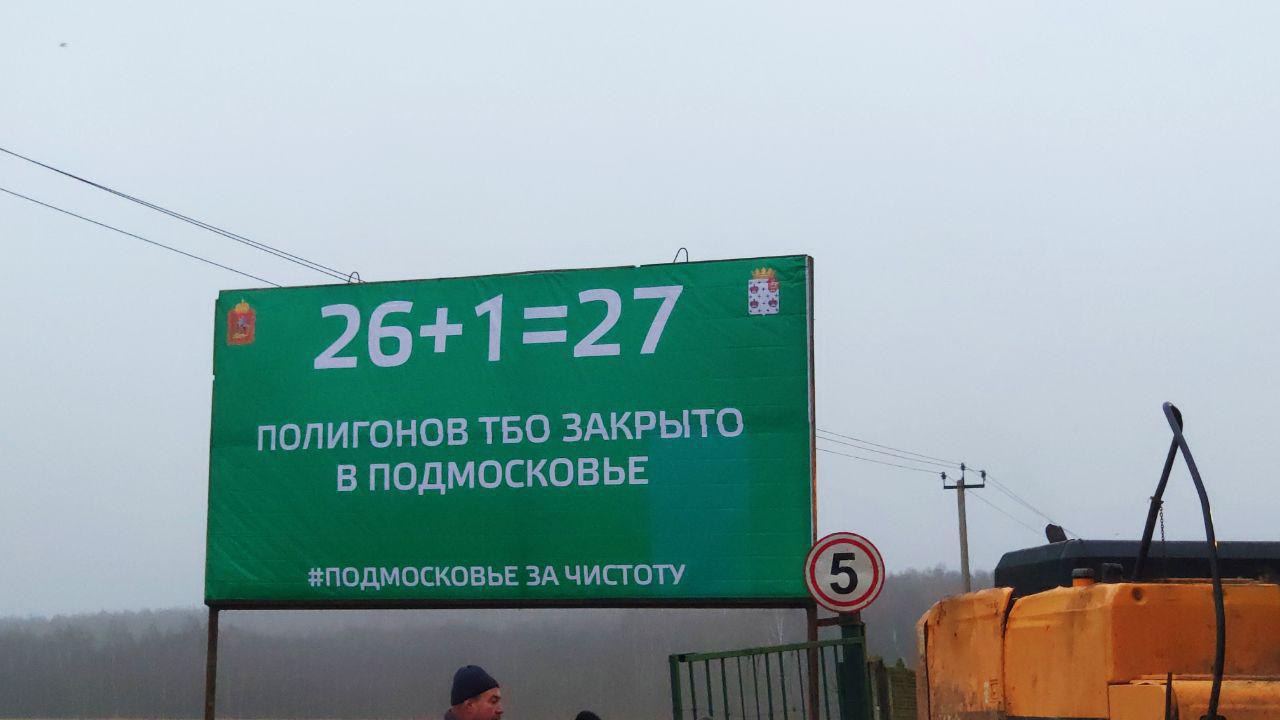 26+1=27
ПОЛИГОНОВ ТБО ЗАКРЫТО
В ПОДМОСКОВЬЕ
#ПОДМОСКОВЬЕ ЗА ЧИСТОТУ
5